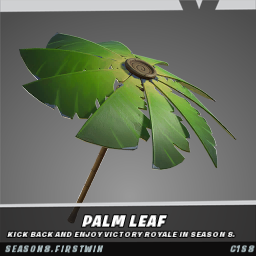 PALM LEAF
KICK BACK AND ENJOY VICTORY ROYALE IN SEASON 8.
SEASON8.FIRSTWIN
C1S8